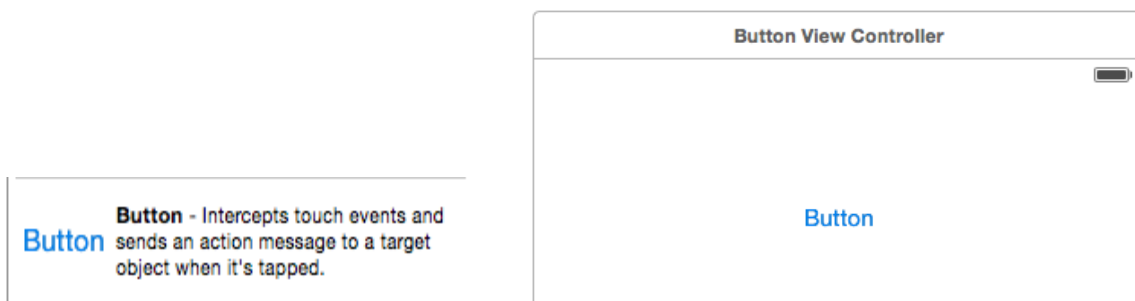 Button View Controller
Button - Intercepts touch events and
Button sends an action message to a target
object when it's tapped.
Button